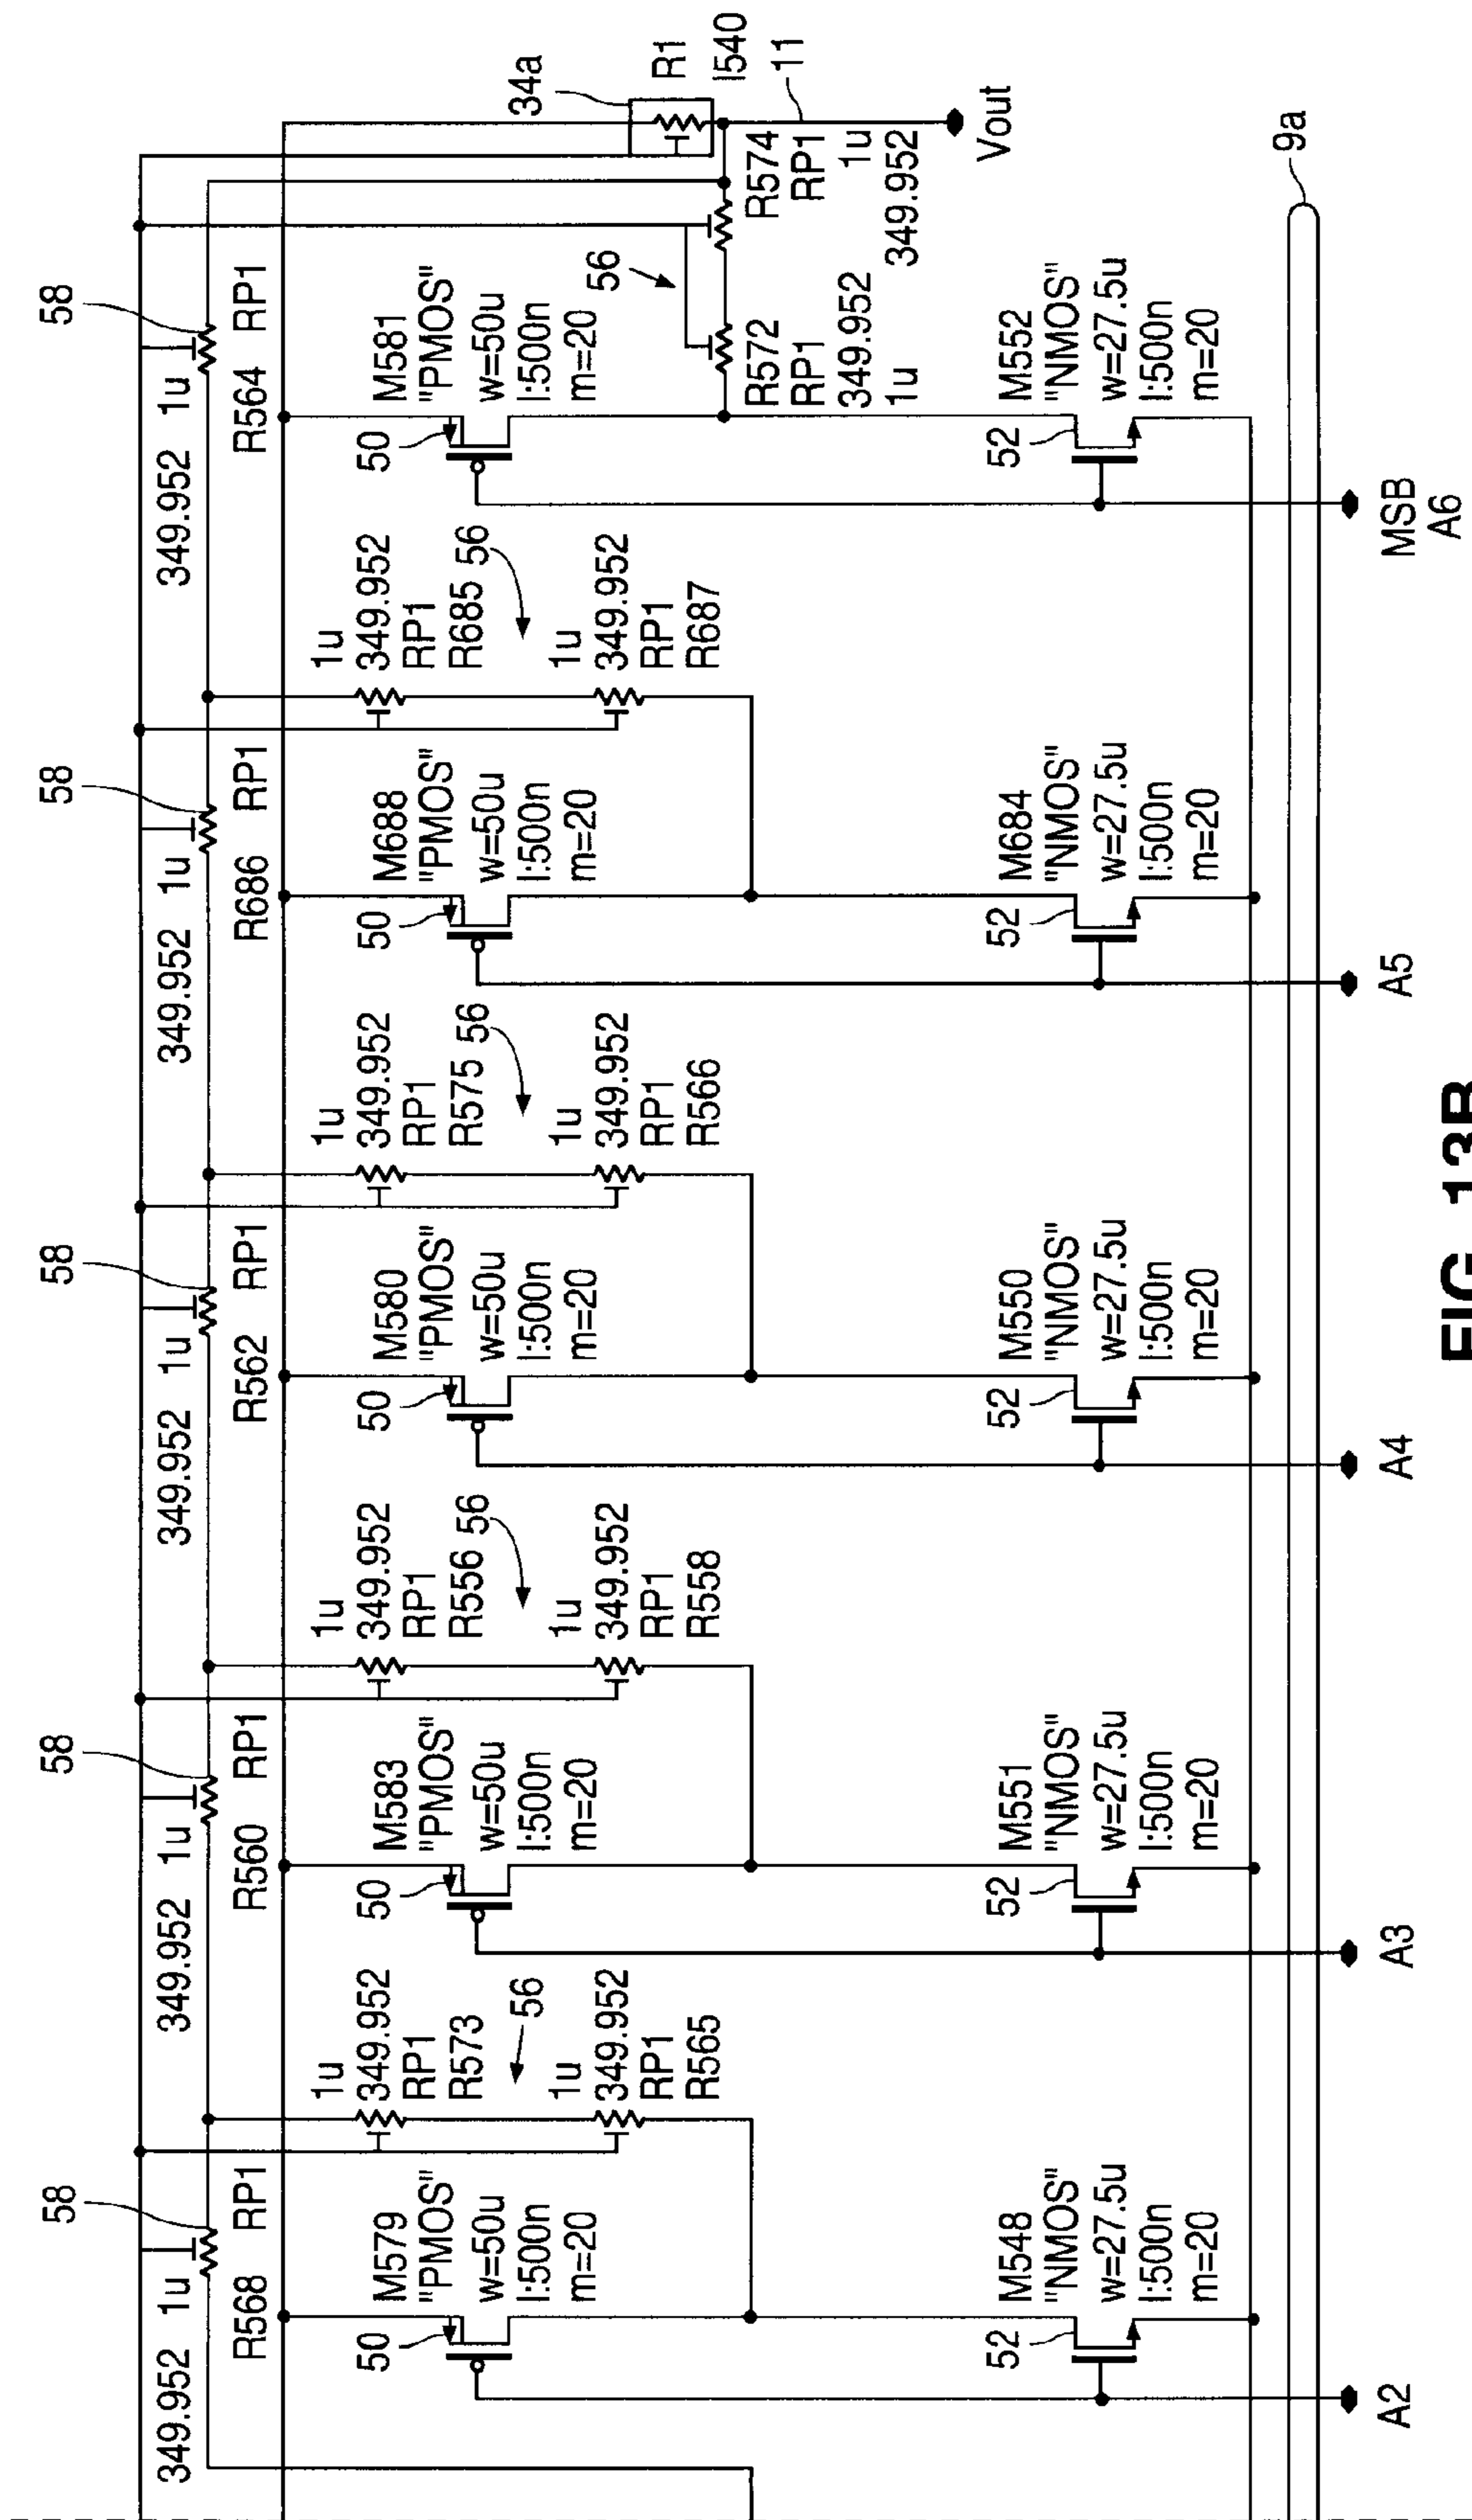 58
58
58
58
58
349.952
1u
R568
RP1
349.952
1u
R560
RP1
349.952
1u
R562
RP1
349.952
1u
R686
RP1
349.952
1u
R564
RP1
34a
R1
I540
11
Vout
50
M579
"PMOS"
w=50u
l:500n
m=20
1u
349.952
RP1
R573
56
1u
349.952
RP1
R565
50
M583
"PMOS"
w=50u
l:500n
m=20
1u
349.952
RP1
R556
56
1u
349.952
RP1
R558
50
M580
"PMOS"
w=50u
l:500n
m=20
1u
349.952
RP1
R575
56
1u
349.952
RP1
R566
50
M688
"PMOS"
w=50u
l:500n
m=20
1u
349.952
RP1
R685
56
1u
349.952
RP1
R687
50
M581
"PMOS"
w=50u
l:500n
m=20
56
R572
RP1
349.952
1u
R574
RP1
1u
349.952
52
M548
"NMOS"
w=27.5u
l:500n
m=20
52
M551
"NMOS"
w=27.5u
l:500n
m=20
52
M550
"NMOS"
w=27.5u
l:500n
m=20
52
M684
"NMOS"
w=27.5u
l:500n
m=20
52
M552
"NMOS"
w=27.5u
l:500n
m=20
9a
A2
A3
A4
A5
MSB
A6
FIG. 13B